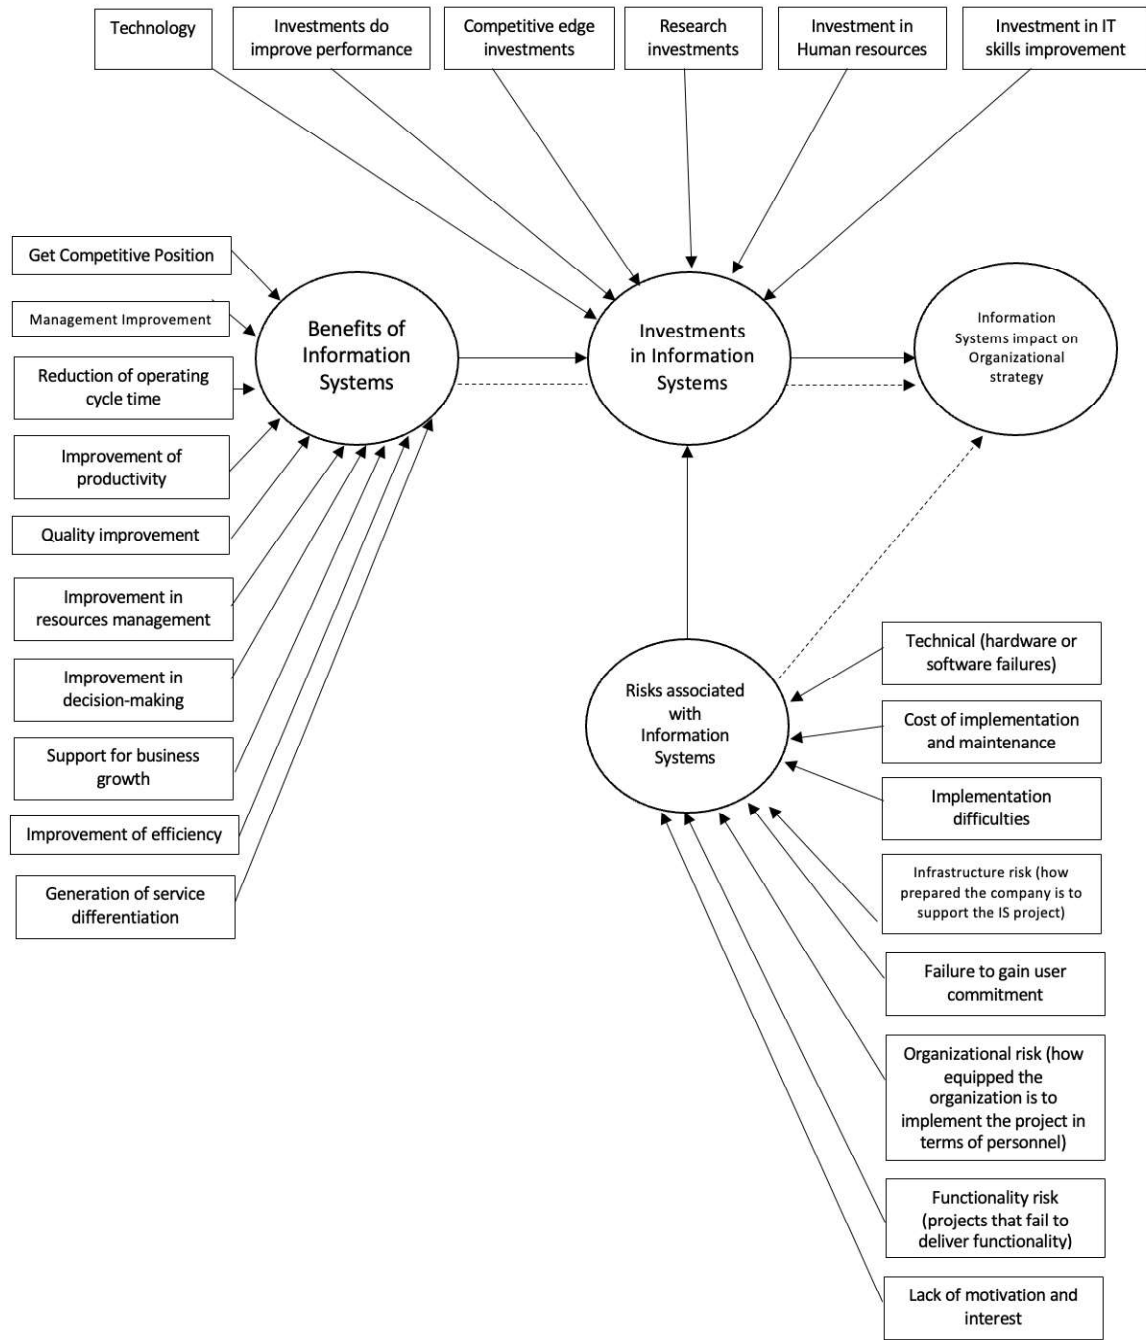 Technology
Investments do
improve performance
Competitive edge
investments
Research
investments
Investment in
Human resources
Investment in IT
skills improvement
Get Competitive Position
Management Improvement
Reduction of operating
cycle time
Improvement of
productivity
Quality improvement
Improvement in
resources management
Improvement in
decision-making
Support for business
growth
Improvement of efficiency
Generation of service
differentiation
Benefits of
Information
Systems
Investments
in Information
Systems
Information
Systems impact on
Organizational
strategy
Risks associated
with
Information
Systems
Technical (hardware or
software failures)
Cost of implementation
and maintenance
Implementation
difficulties
Infrastructure risk (how
prepared the company is to
support the IS project)
Failure to gain user
commitment
Organizational risk (how
equipped the
organization is to
implement the project in
terms of personnel)
Functionality risk
(projects that fail to
deliver functionality)
Lack of motivation and
interest